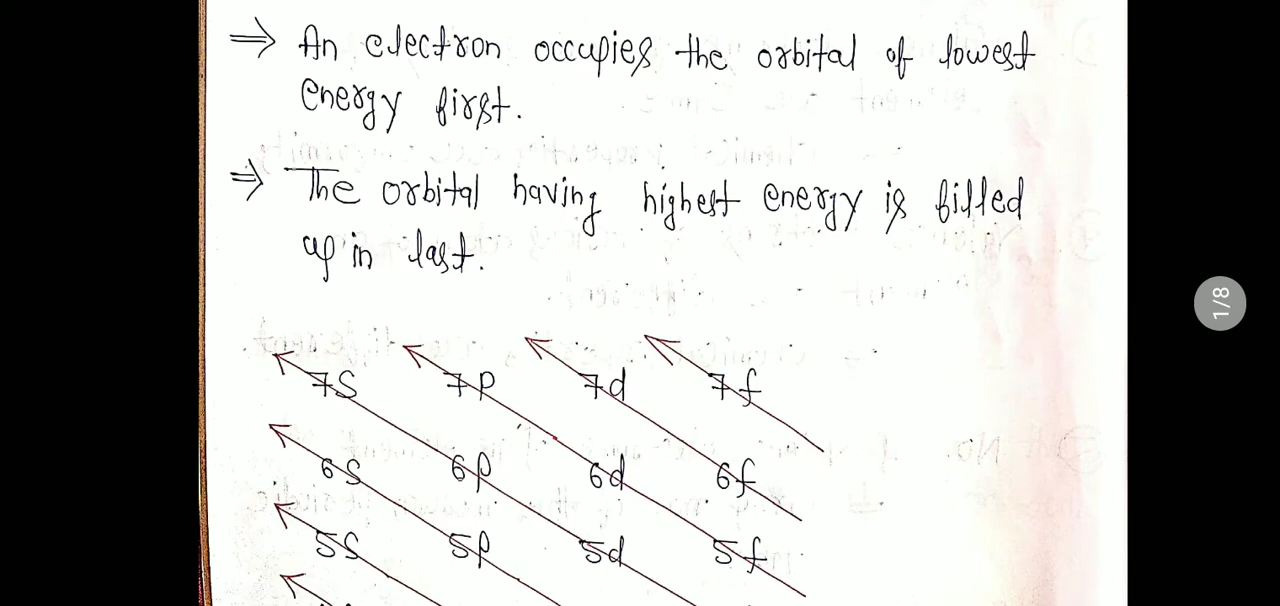 ⇒ An electron occupies the orbital of lowest
energy first.
⇒ The orbital having highest energy is filled
up in last.
7s 7p 7d 7f
6s 6p 6d 6f
5s 5p 5d 5f
1/8